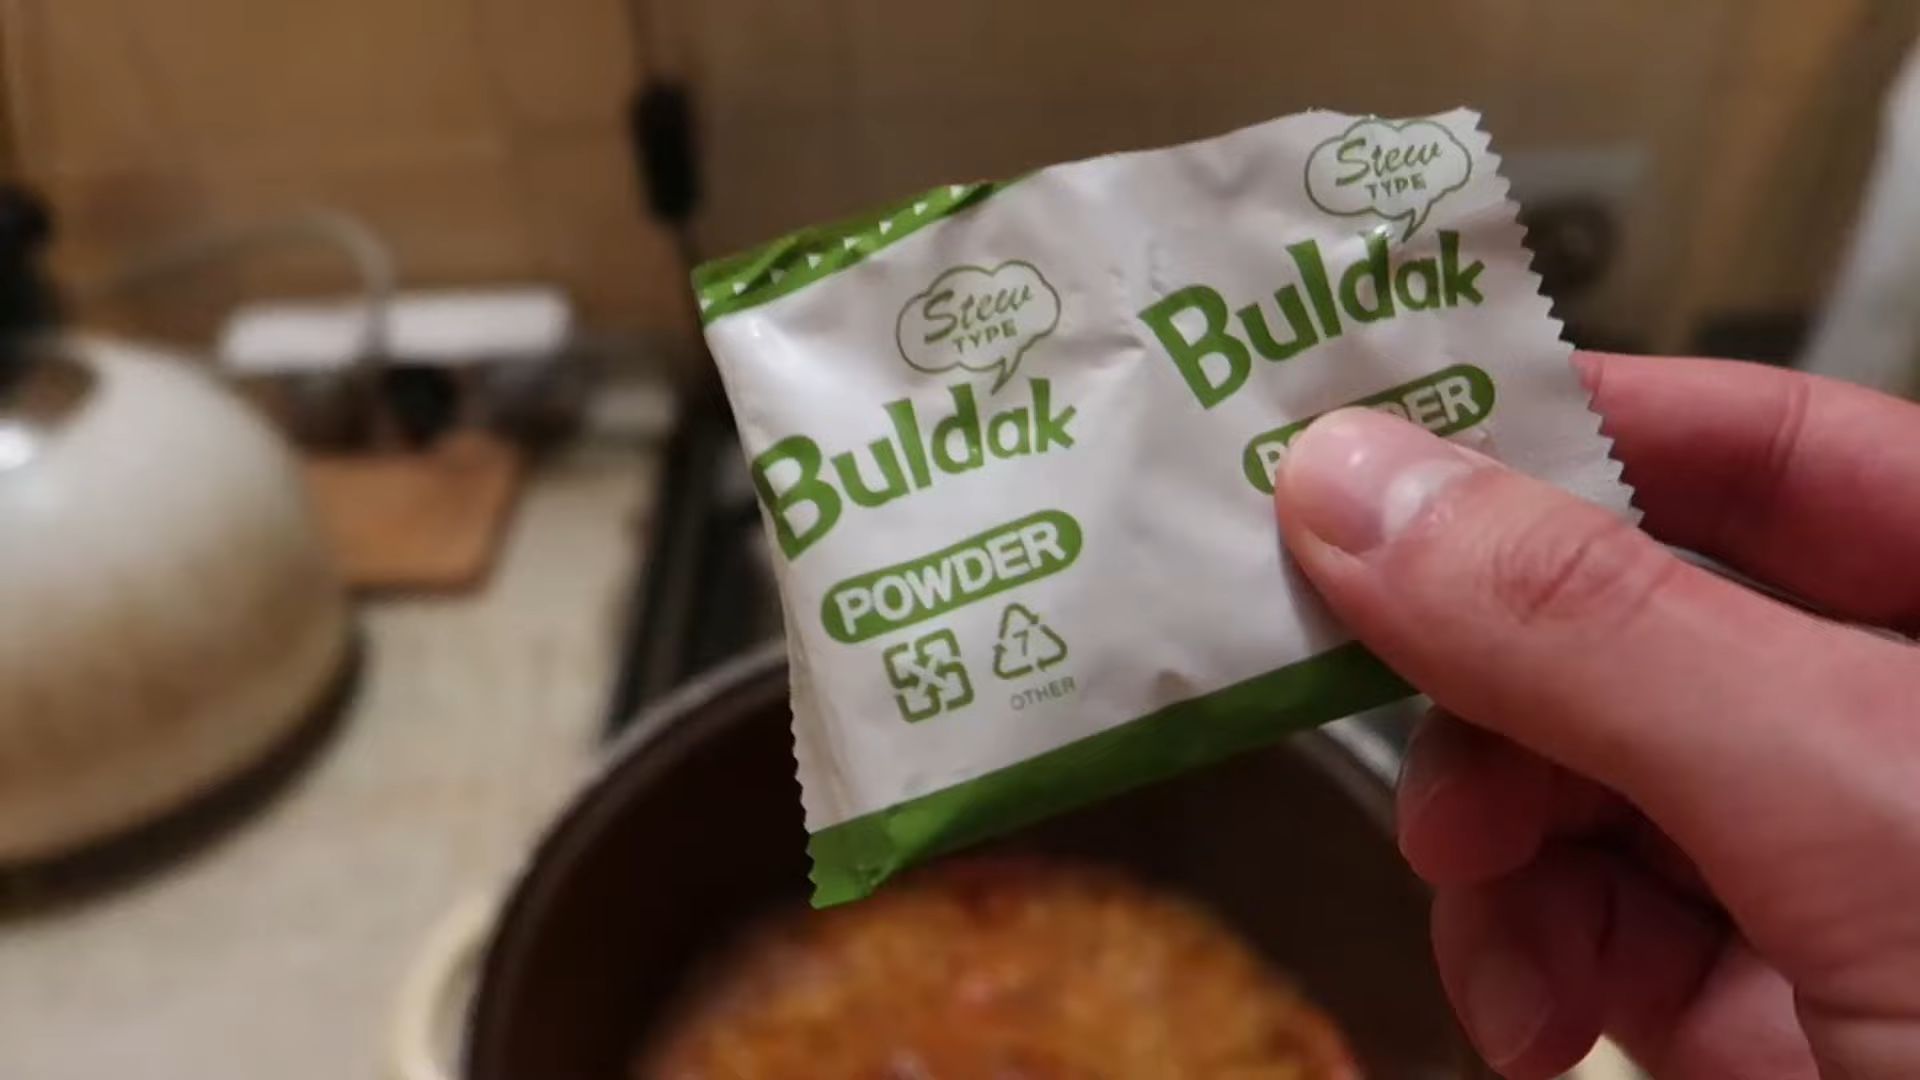 Stew
TYPE
Buldak
POWDER
7
OTHER
Stew
TYPE
Buldak